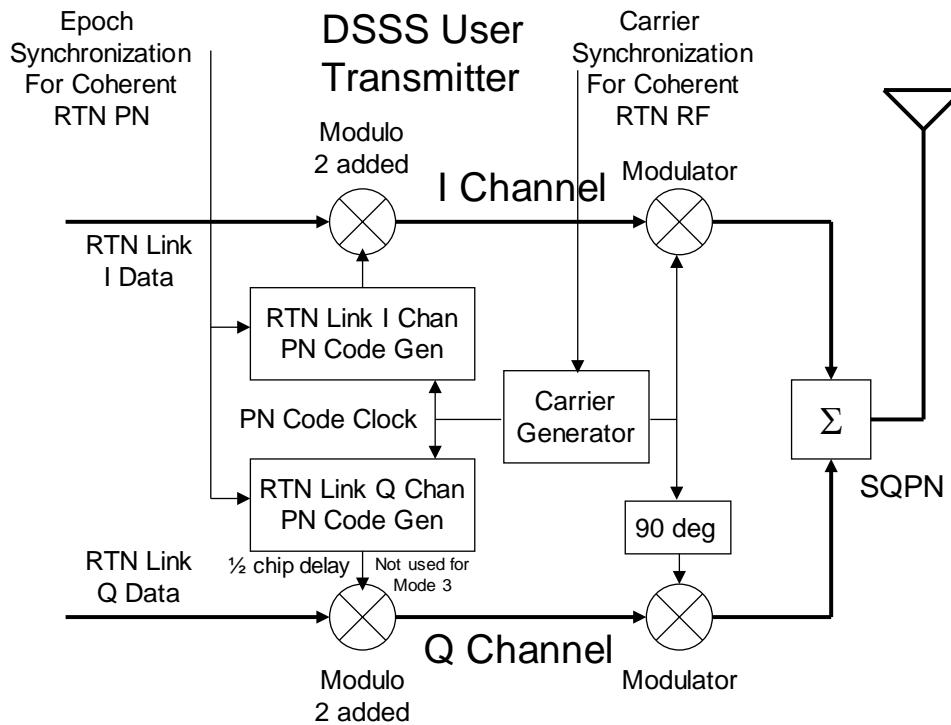 Epoch
Synchronization
For Coherent
RTN PN
DSSS User
Transmitter
Carrier
Synchronization
For Coherent
RTN RF
Modulo
2 added
I Channel
Modulator
RTN Link
I Data
RTN Link I Chan
PN Code Gen
PN Code Clock
Carrier
Generator
Σ
SQPN
RTN Link Q Chan
PN Code Gen
90 deg
½ chip delay
Not used for
Mode 3
RTN Link
Q Data
Q Channel
Modulo
2 added
Modulator